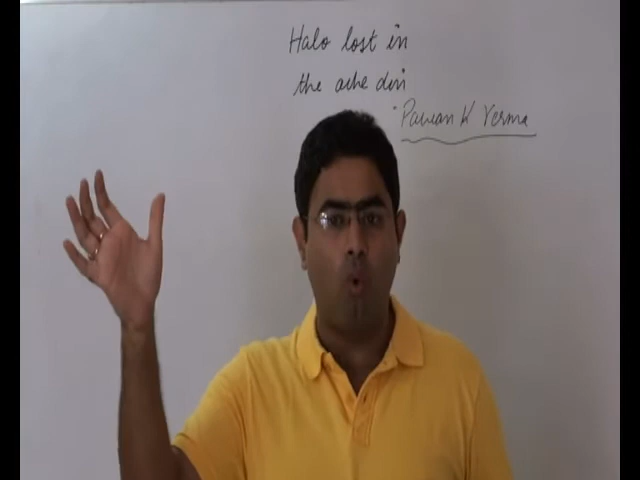 Halo lost in
the ache din
Pawan K Verma